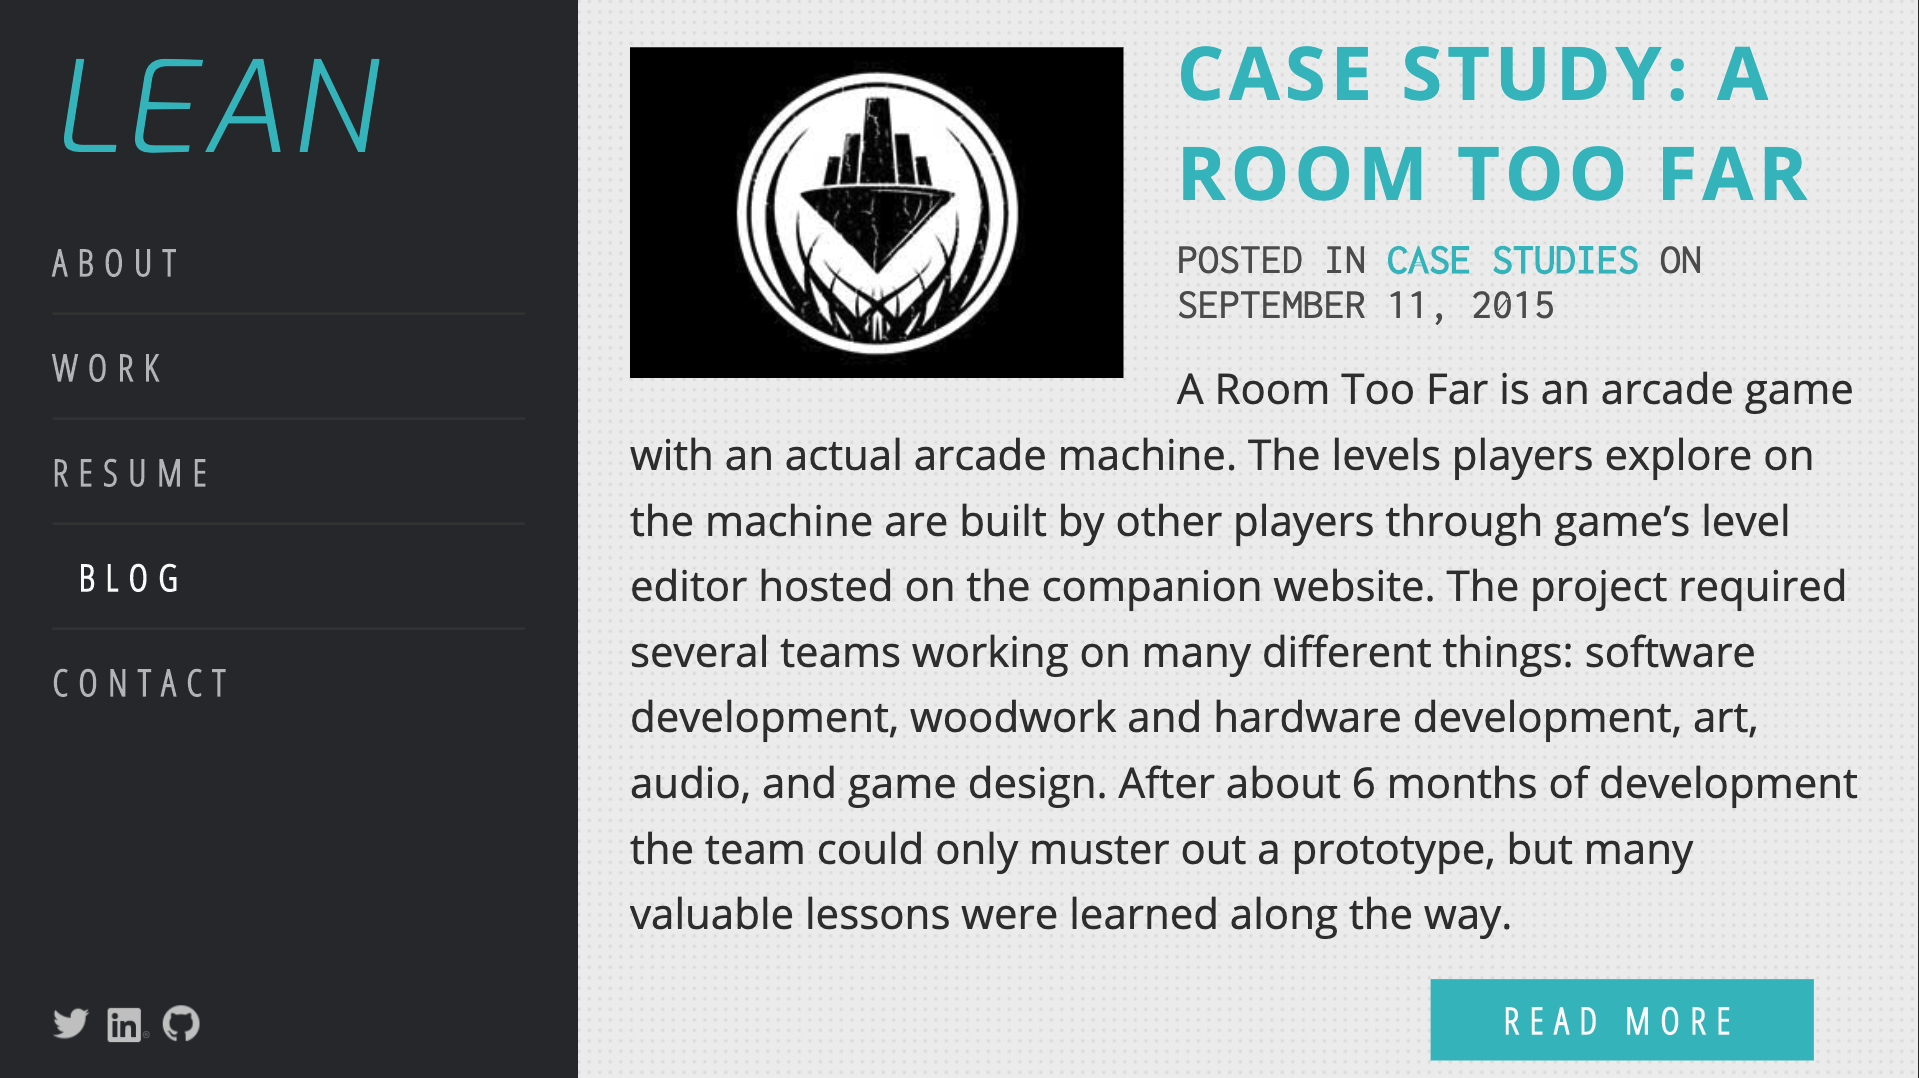 LEAN
ABOUT
WORK
RESUME
BLOG
CONTACT
in
CASE STUDY: A
ROOM TOO FAR
POSTED IN CASE STUDIES ON
SEPTEMBER 11, 2015
A Room Too Far is an arcade game
with an actual arcade machine. The levels players explore on
the machine are built by other players through game’s level
editor hosted on the companion website. The project required
several teams working on many different things: software
development, woodwork and hardware development, art,
audio, and game design. After about 6 months of development
the team could only muster out a prototype, but many
valuable lessons were learned along the way.
READ MORE